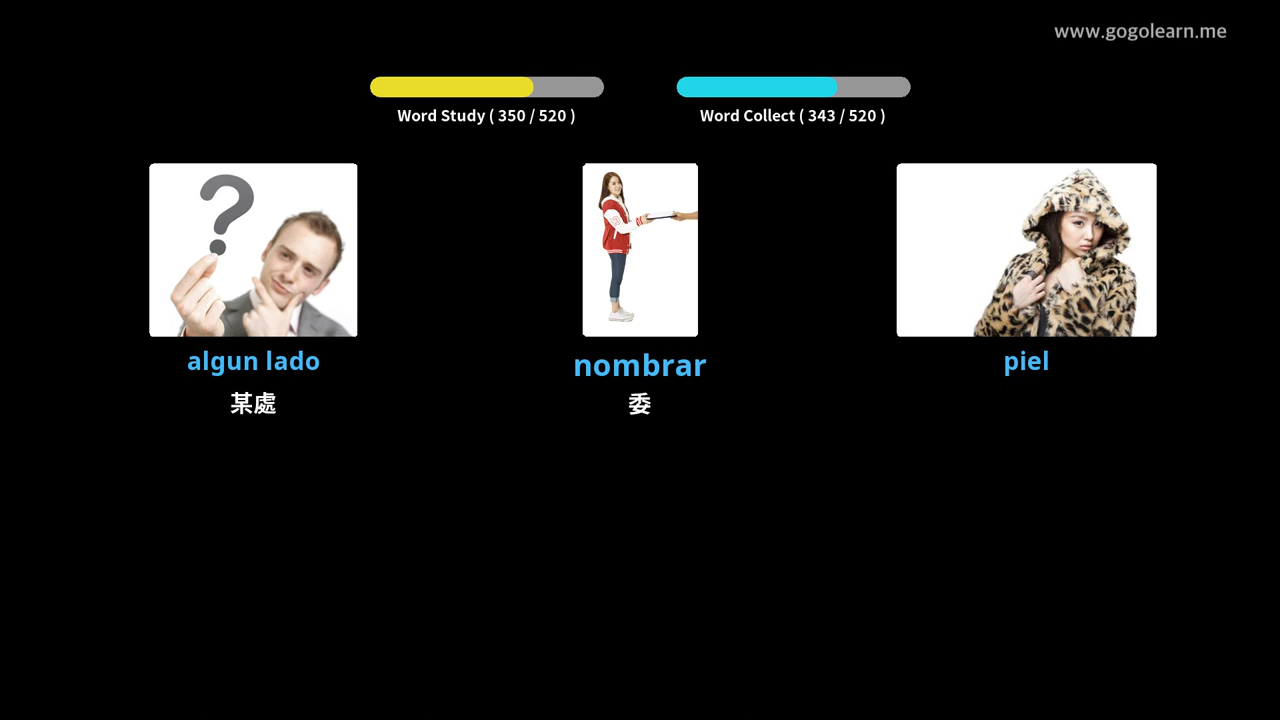 www.gogolearn.me
Word Study ( 350 / 520 )
Word Collect ( 343 / 520 )
algun lado
nombrar
piel
某處
委